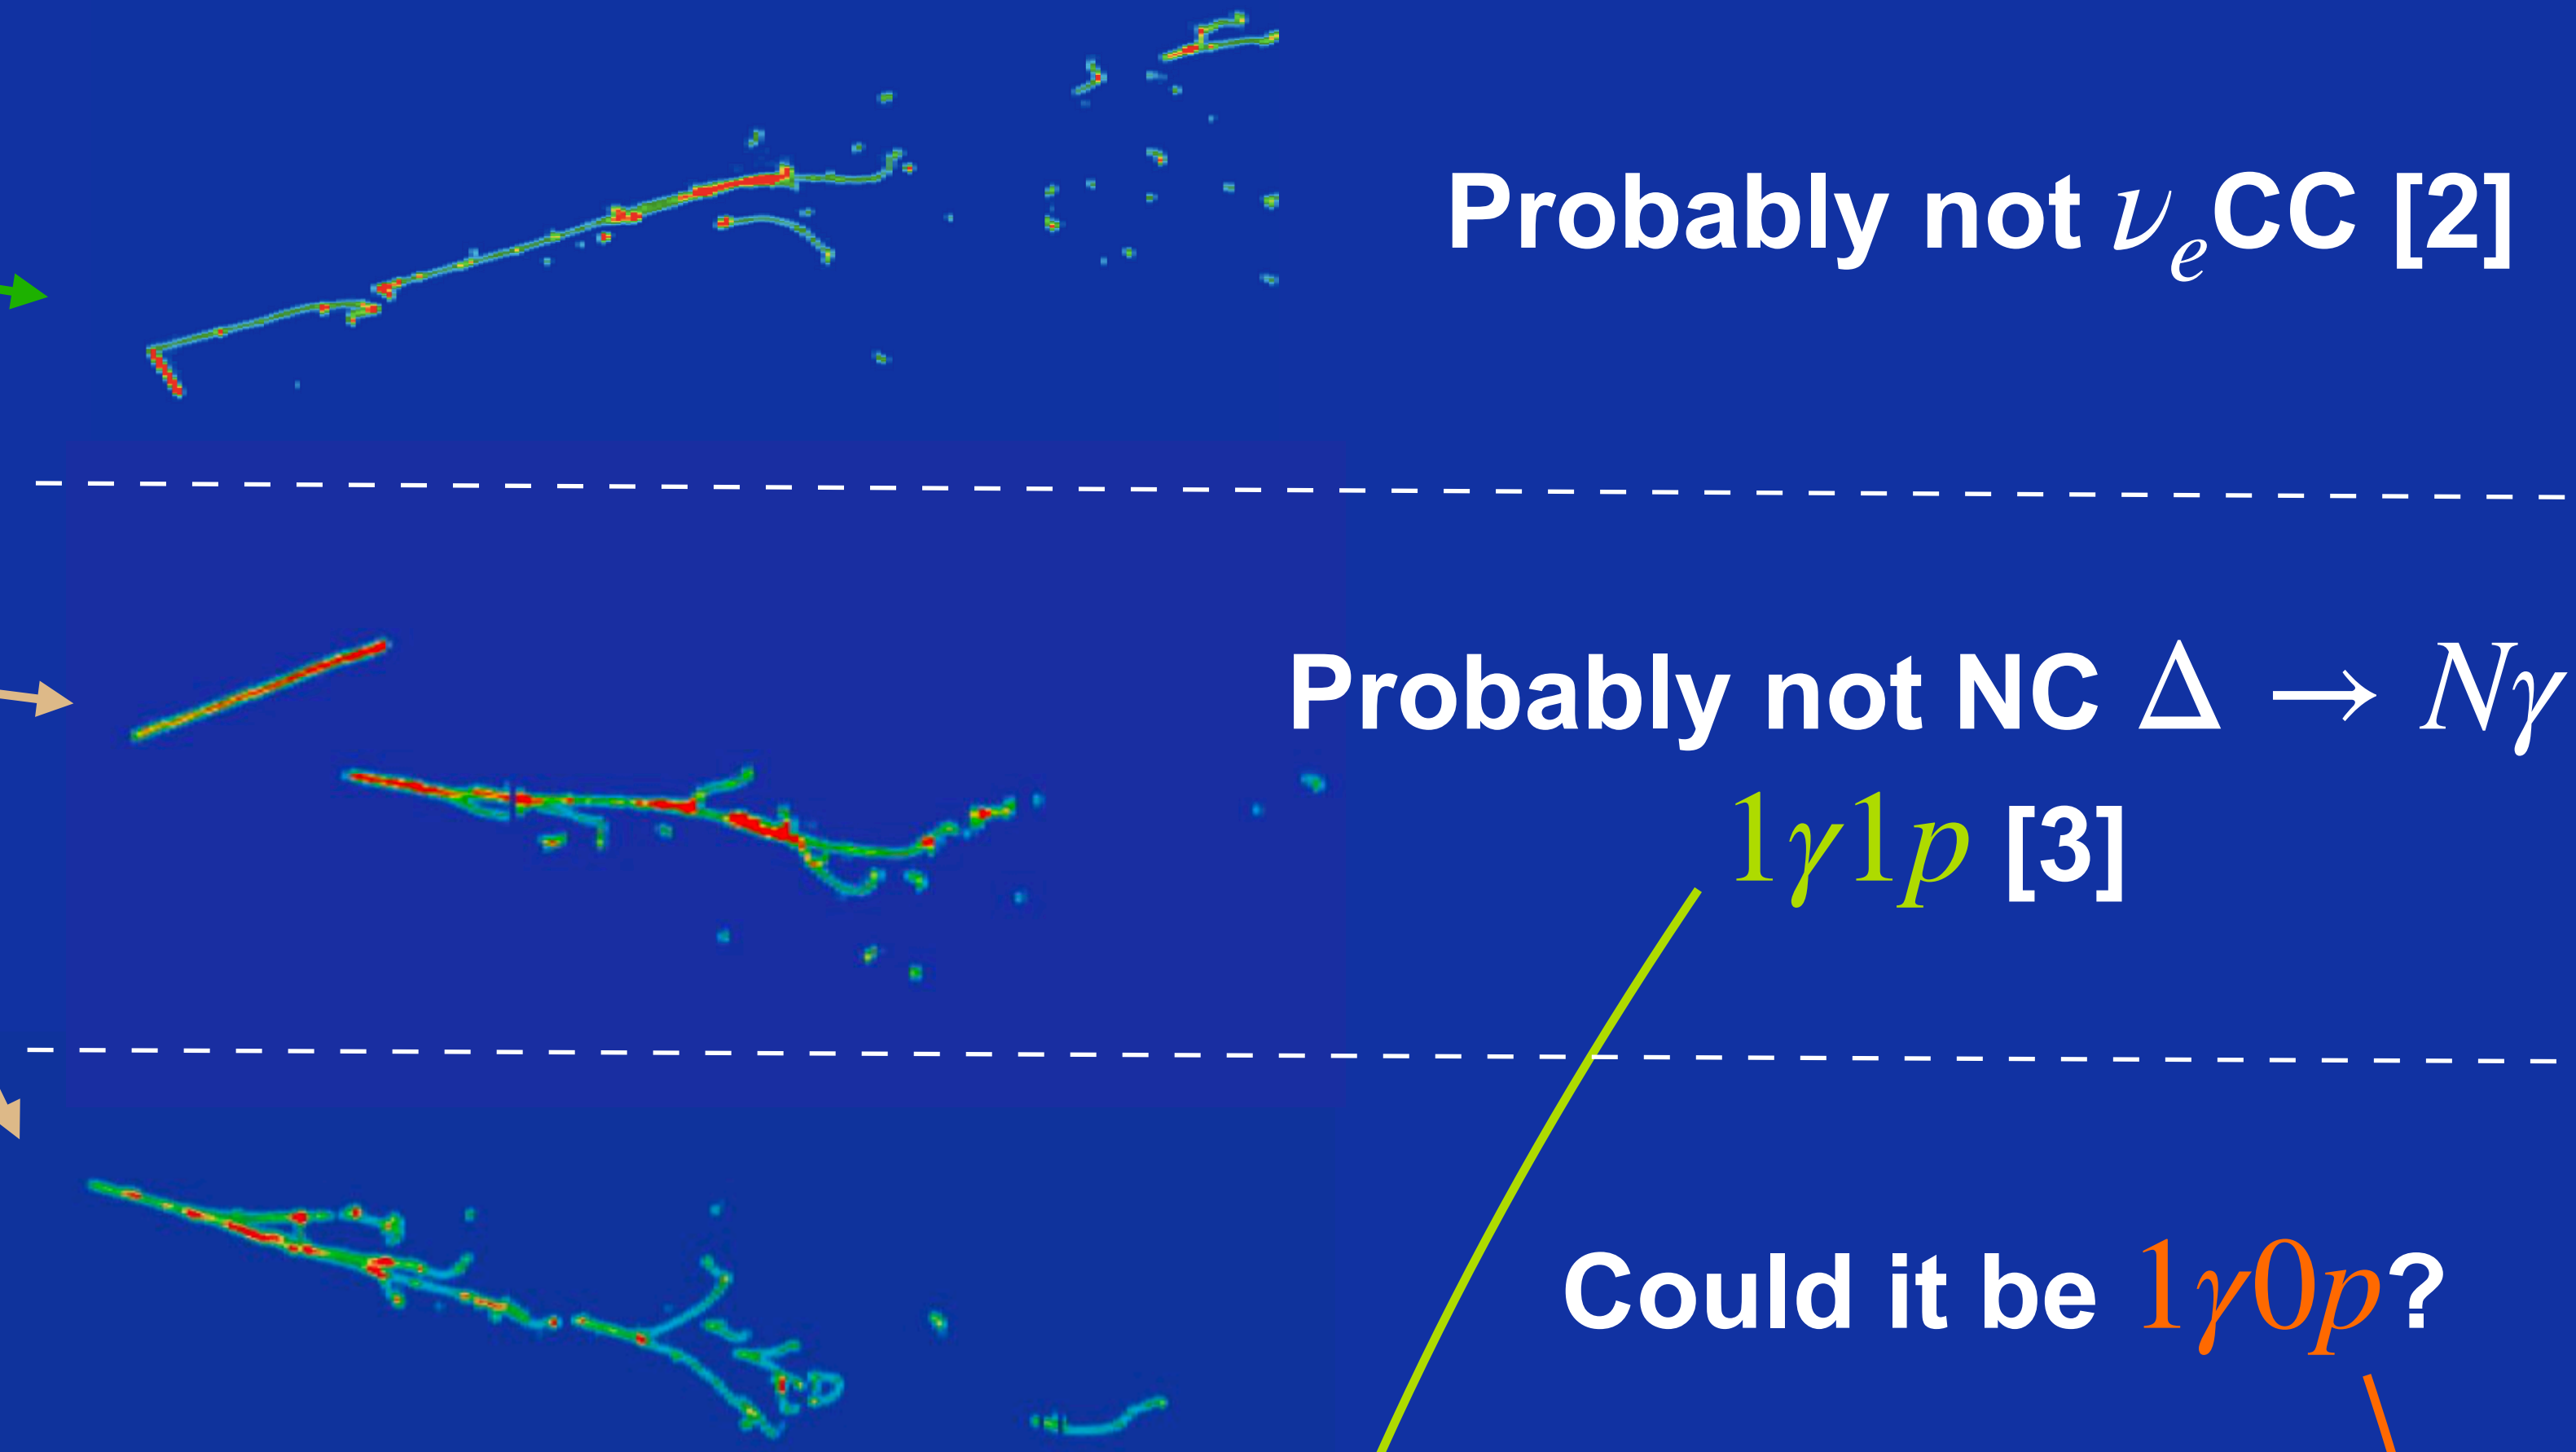 Probably not νₑCC [2]
Probably not NC Δ → Nγ
1γ1p [3]
Could it be 1γ0p?